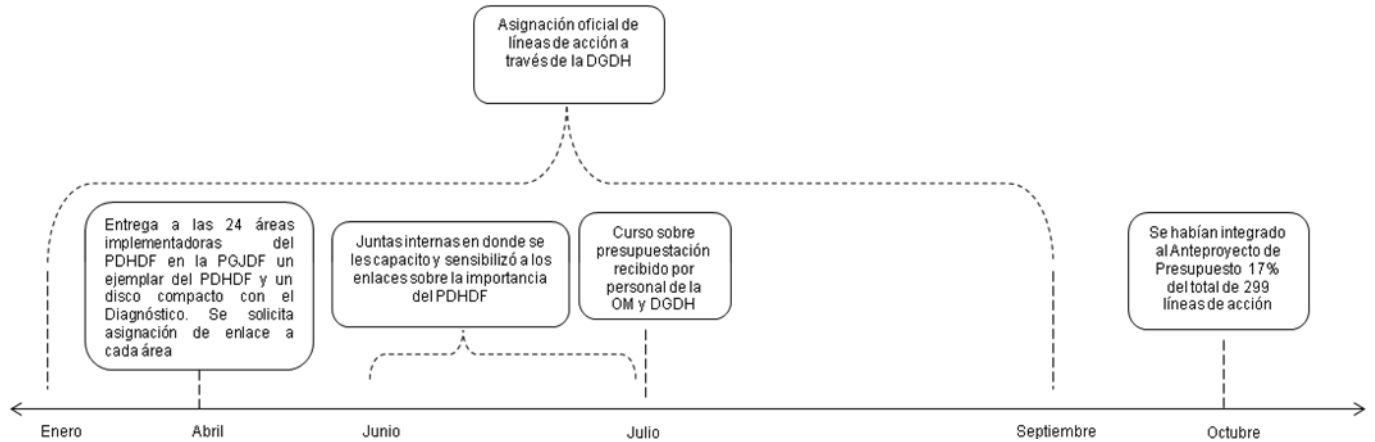 Asignación oficial de
líneas de acción a
través de la DGDH
Entrega a las 24 áreas
implementadoras del
PDHDF en la PGJDF un
ejemplar del PDHDF y un
disco compacto con el
Diagnóstico. Se solicita
asignación de enlace a
cada área
Juntas internas en donde se
les capacito y sensibilizó a los
enlaces sobre la importancia
del PDHDF
Curso sobre
presupuestación
recibido por
personal de la
OM y DGDH
Se habían integrado
al Anteproyecto de
Presupuesto 17%
del total de 299
líneas de acción
Enero
Abril
Junio
Julio
Septiembre
Octubre